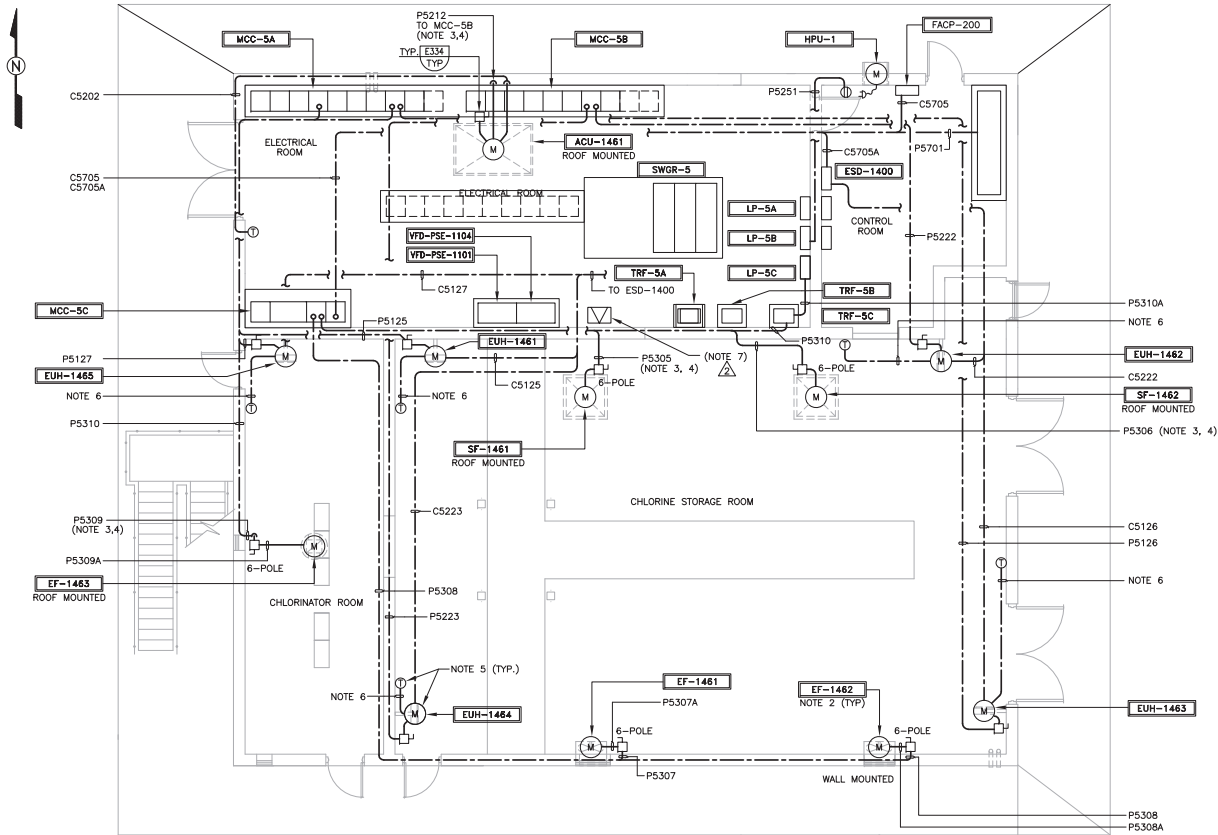 P5212
TO MCC-5B
(NOTE 3,4)
MCC-5A
MCC-5B
HPU-1
FACP-200
TYP.
E334
TYP
N
M
C5202
P5251
C5705
ELECTRICAL
ROOM
ACU-1461
ROOF MOUNTED
M
C5705A
P5701
C5705
C5705A
SWGR-5
ESD-1400
ELECTRICAL ROOM
LP-5A
CONTROL
ROOM
VFD-PSE-1104
LP-5B
P5222
T
VFD-PSE-1101
TRF-5A
LP-5C
C5127
TO ESD-1400
TRF-5B
MCC-5C
TRF-5C
P5310A
P5125
NOTE 6
P5127
EUH-1461
P5305
(NOTE 3, 4)
(NOTE 7)
2
P5310
T
M
M
M
EUH-1462
EUH-1465
C5125
6-POLE
6-POLE
C5222
NOTE 6
NOTE 6
M
M
SF-1462
ROOF MOUNTED
P5310
T
T
P5306 (NOTE 3, 4)
SF-1461
ROOF MOUNTED
CHLORINE STORAGE ROOM
C5223
P5309
(NOTE 3,4)
C5126
P5126
M
P5309A
6-POLE
T
NOTE 6
EF-1463
ROOF MOUNTED
P5308
CHLORINATOR ROOM
P5223
NOTE 5 (TYP.)
T
EF-1461
EF-1462
NOTE 2 (TYP)
NOTE 6
P5307A
M
EUH-1464
M
EUH-1463
6-POLE
6-POLE
M
M
P5307
WALL MOUNTED
P5308
P5308A